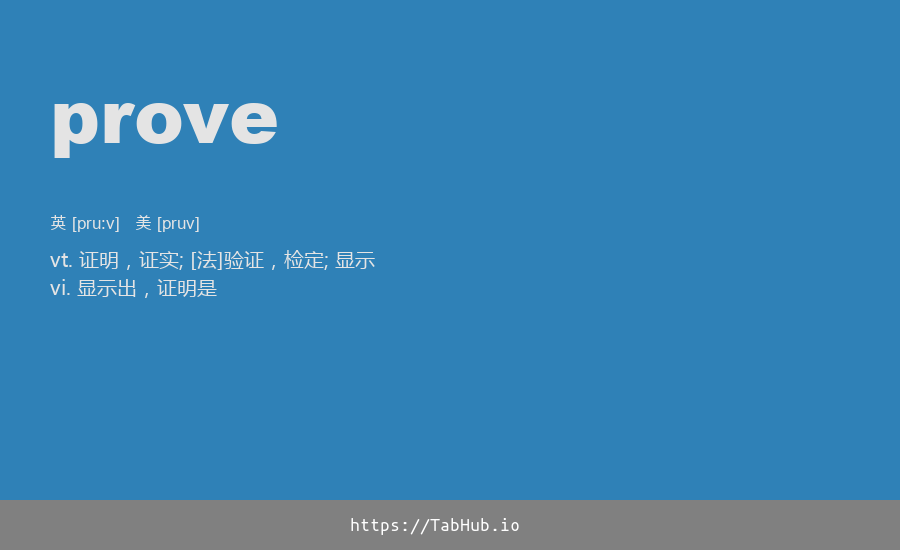 prove
英 [pruːv] 美 [pruv]
vt. 证明，证实; [法]验证，检定; 显示
vi. 显示出，证明是
https://TabHub.io